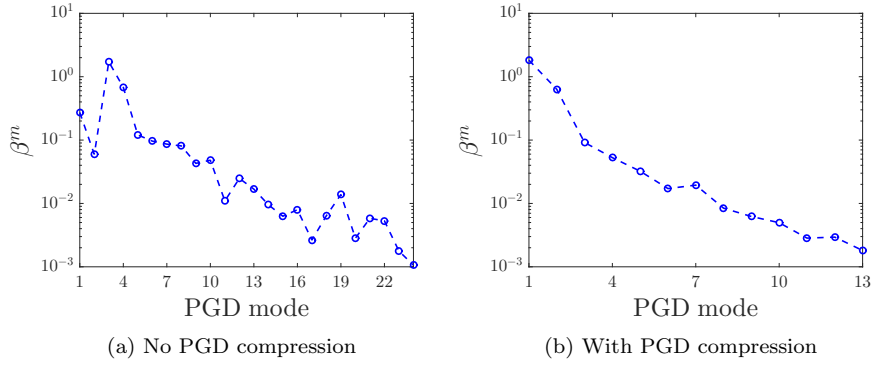 10^1
10^0
10^{-1}
10^{-2}
10^{-3}
β^m
1 4 7 10 13 16 19 22
PGD mode
(a) No PGD compression
10^1
10^0
10^{-1}
10^{-2}
10^{-3}
β^m
1 4 7 10 13
PGD mode
(b) With PGD compression